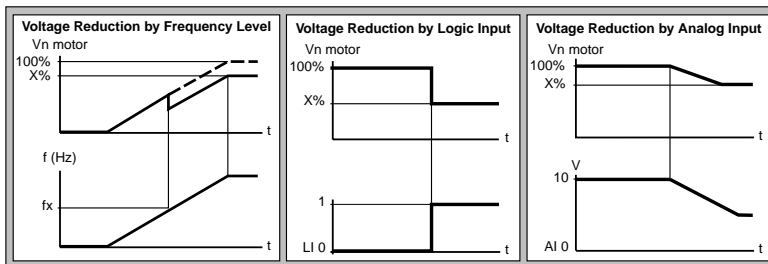 Voltage Reduction by Frequency Level
Vn motor
100%
X%
t
f (Hz)
fx
t
Voltage Reduction by Logic Input
Vn motor
100%
X%
t
1
LI 0
t
Voltage Reduction by Analog Input
Vn motor
100%
X%
t
V
10
AI 0
t